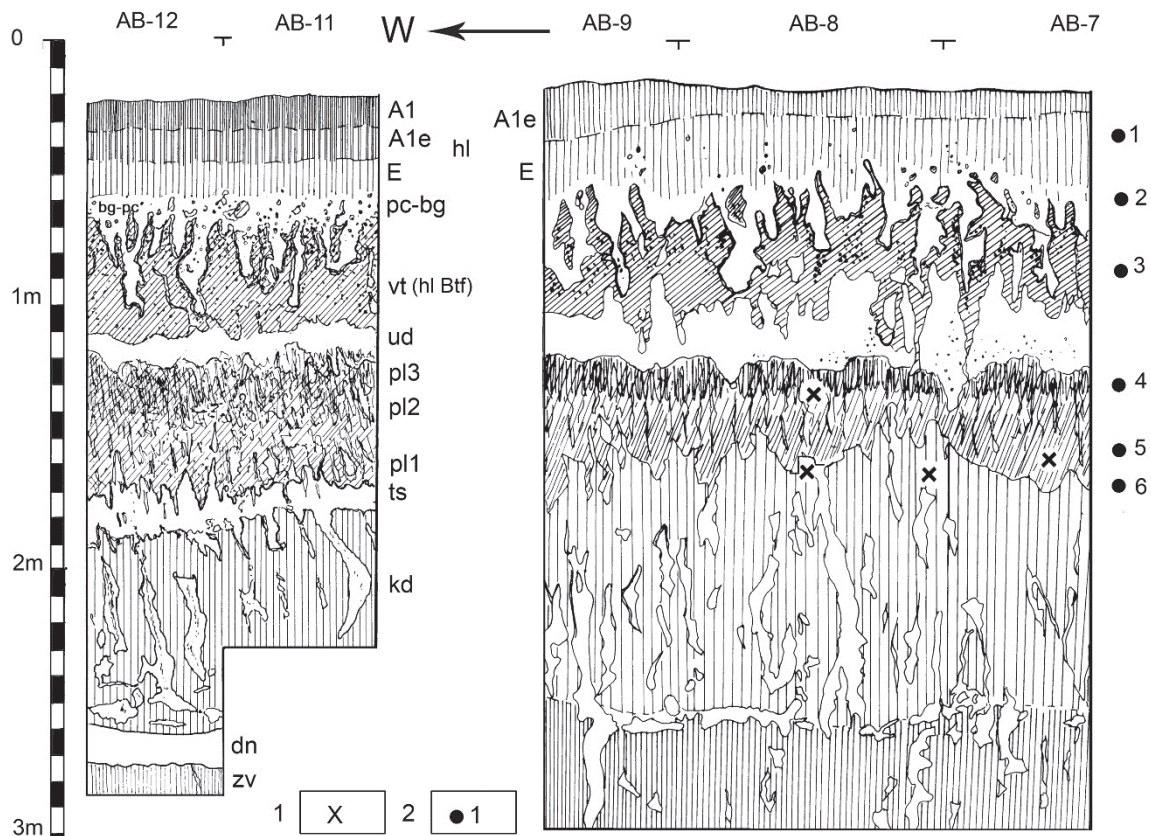 AB-12 AB-11 W AB-9 AB-8 AB-7
0
A1
A1e
hl
E
bg-pc
pc-bg
vt (hl Btf)
ud
pl3
pl2
pl1
ts
kd
dn
zv
1m
2m
3m
A1e
E
1
2
3
4
5
6
x
x
x
x
1 X 2 1